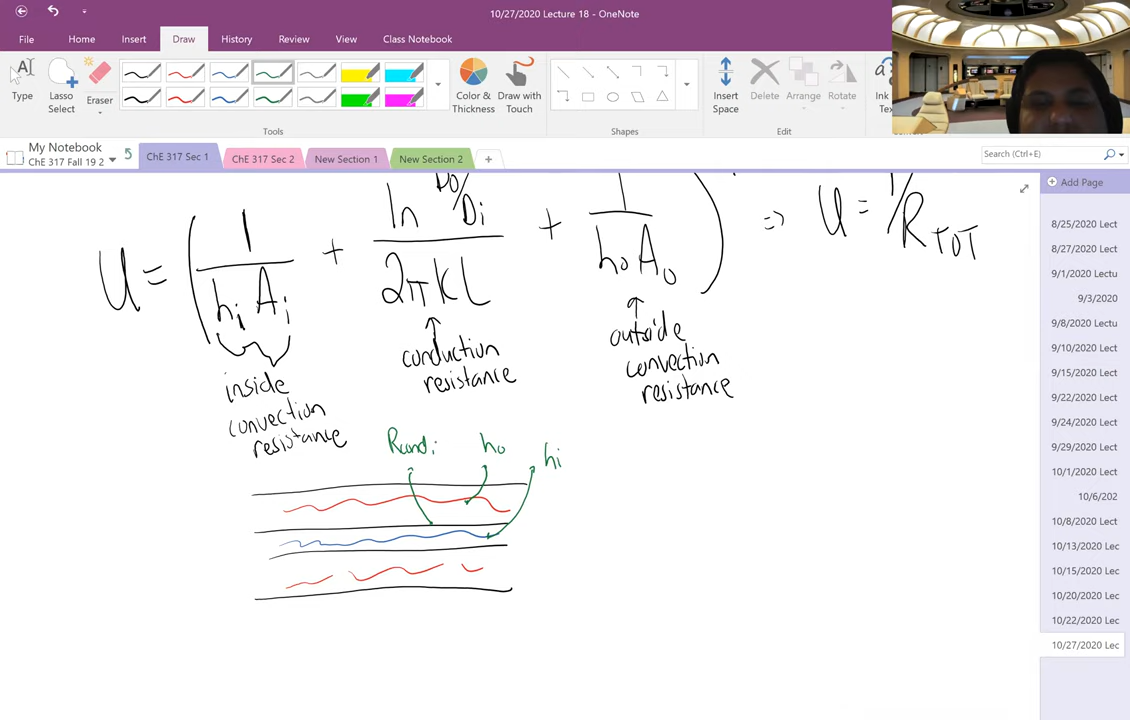 10/27/2020 Lecture 18 - OneNote
File Home Insert Draw History Review View Class Notebook
Type
Lasso Select
Eraser
Color & Thickness
Draw with Touch
Insert Space
Delete
Arrange
Rotate
Tools
Shapes
Edit
My Notebook
ChE 317 Fall 19 2
ChE 317 Sec 1
ChE 317 Sec 2
New Section 1
New Section 2
+
Search (Ctrl+E)
Add Page
8/25/2020 Lect
8/27/2020 Lect
9/1/2020 Lectu
9/3/2020
9/8/2020 Lectu
9/10/2020 Lect
9/15/2020 Lect
9/22/2020 Lect
9/24/2020 Lect
9/29/2020 Lect
10/1/2020 Lect
10/6/202
10/8/2020 Lect
10/13/2020 Lec
10/15/2020 Lec
10/20/2020 Lec
10/22/2020 Lec
10/27/2020 Lec
U = ( 1 / hi Ai + ln Do/Di / 2πkL + 1 / ho Ao ) => U = 1/RTOT
inside
convection
resistance
conduction
resistance
outside
convection
resistance
ho
hi